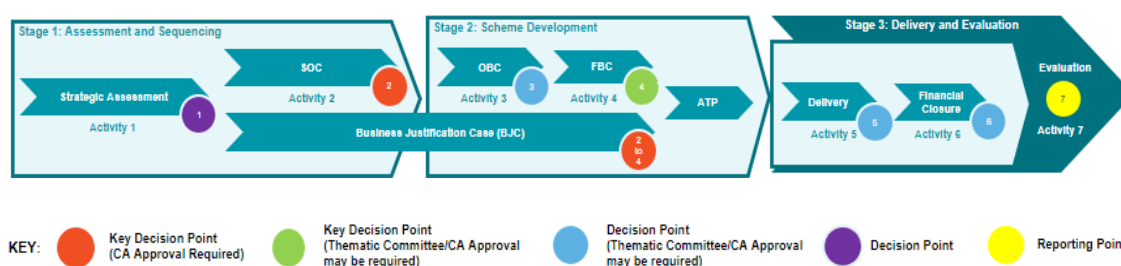 Stage 1: Assessment and Sequencing
Strategic Assessment
1
Activity 1
SOC
2
Activity 2
Business Justification Case (BJC)
2
to
4
Stage 2: Scheme Development
OBC
3
Activity 3
FBC
4
Activity 4
ATP
Stage 3: Delivery and Evaluation
Delivery
5
Activity 5
Financial
Closure
6
Activity 6
Evaluation
7
Activity 7
KEY:
Key Decision Point
(CA Approval Required)
Key Decision Point
(Thematic Committee/CA Approval
may be required)
Decision Point
(Thematic Committee/CA Approval
may be required)
Decision Point
Reporting Poin